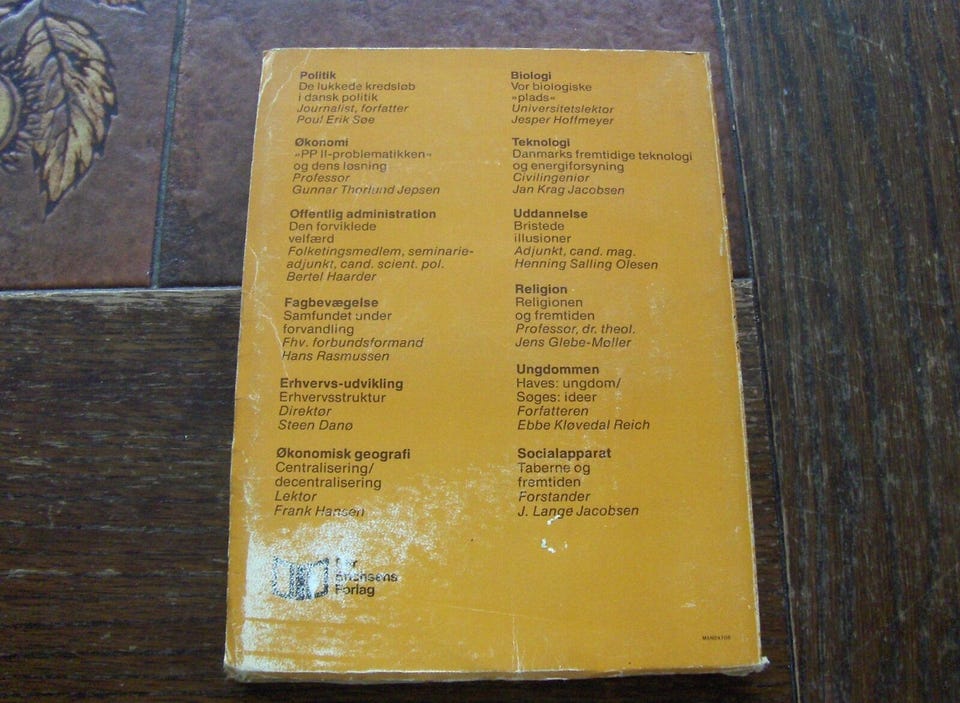 Politik
De lukkede kredsløb
i dansk politik
Journalist, forfatter
Poul Erik Søe
Økonomi
»PP II-problematikken«
og dens løsning
Professor
Gunnar Thorlund Jepsen
Offentlig administration
Den forviklede
velfærd
Folketingsmedlem, seminarie-
adjunkt, cand. scient. pol.
Bertel Haarder
Fagbevægelse
Samfundet under
forvandling
Fhv. forbundsformand
Hans Rasmussen
Erhvervs-udvikling
Erhvervsstruktur
Direktør
Steen Danø
Økonomisk geografi
Centralisering/
decentralisering
Lektor
Frank Hansen
Biologi
Vor biologiske
»plads«
Universitetslektor
Jesper Hoffmeyer
Teknologi
Danmarks fremtidige teknologi
og energiforsyning
Civilingeniør
Jan Krag Jacobsen
Uddannelse
Bristede
illusioner
Adjunkt, cand. mag.
Henning Salling Olesen
Religion
Religionen
og fremtiden
Professor, dr. theol.
Jens Glebe-Møller
Ungdommen
Haves: ungdom/
Søges: ideer
Forfatteren
Ebbe Kløvedal Reich
Socialapparat
Taberne og
fremtiden
Forstander
J. Lange Jacobsen
Erichsens
Forlag